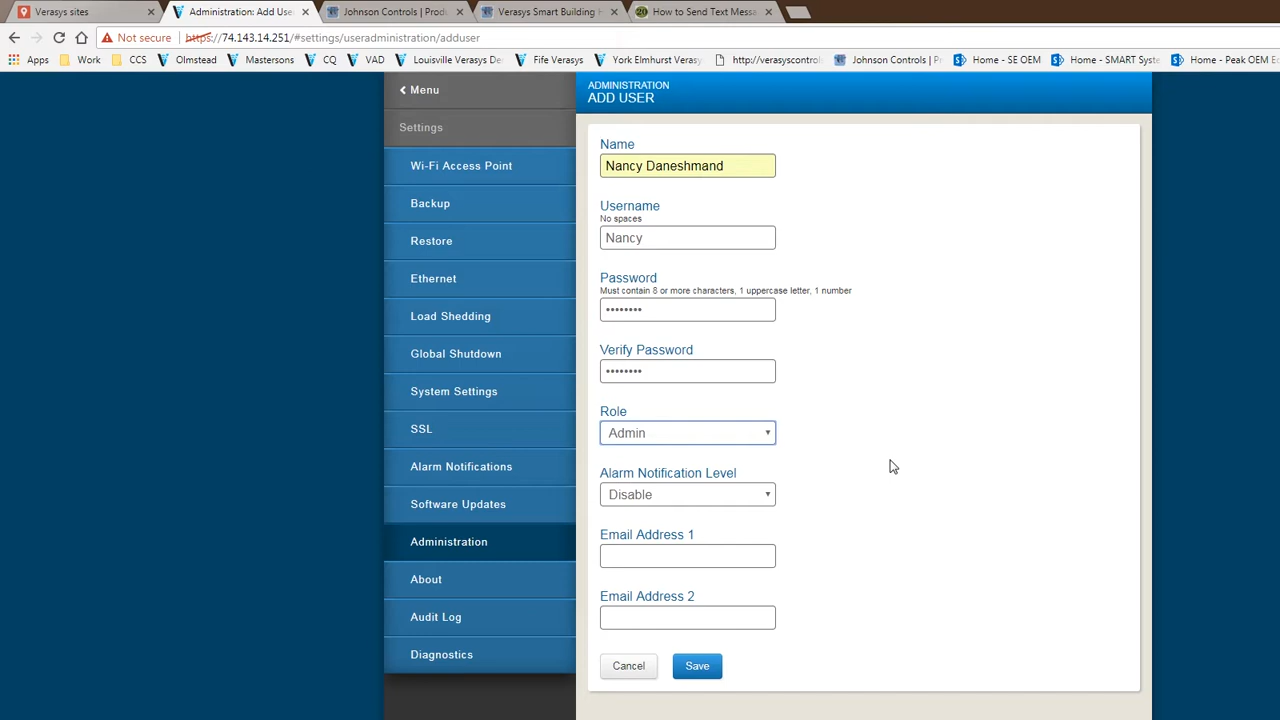 Verasys sites
Administration: Add Use
Johnson Controls | Produ
Verasys Smart Building H
How to Send Text Messa
Not secure
https://74.143.14.251/#settings/useradministration/adduser
Apps
Work
CCS
Olmstead
Mastersons
CQ
VAD
Louisville Verasys De
Fife Verasys
York Elmhurst Verasy
http://verasyscontrol
Johnson Controls | Pr
Home - SE OEM
Home - SMART Syste
Home - Peak OEM Ec
Menu
Settings
Wi-Fi Access Point
Backup
Restore
Ethernet
Load Shedding
Global Shutdown
System Settings
SSL
Alarm Notifications
Software Updates
Administration
About
Audit Log
Diagnostics
ADMINISTRATION
ADD USER
Name
Nancy Daneshmand
Username
No spaces
Nancy
Password
Must contain 8 or more characters, 1 uppercase letter, 1 number
••••••••
Verify Password
••••••••
Role
Admin
Alarm Notification Level
Disable
Email Address 1
Email Address 2
Cancel
Save